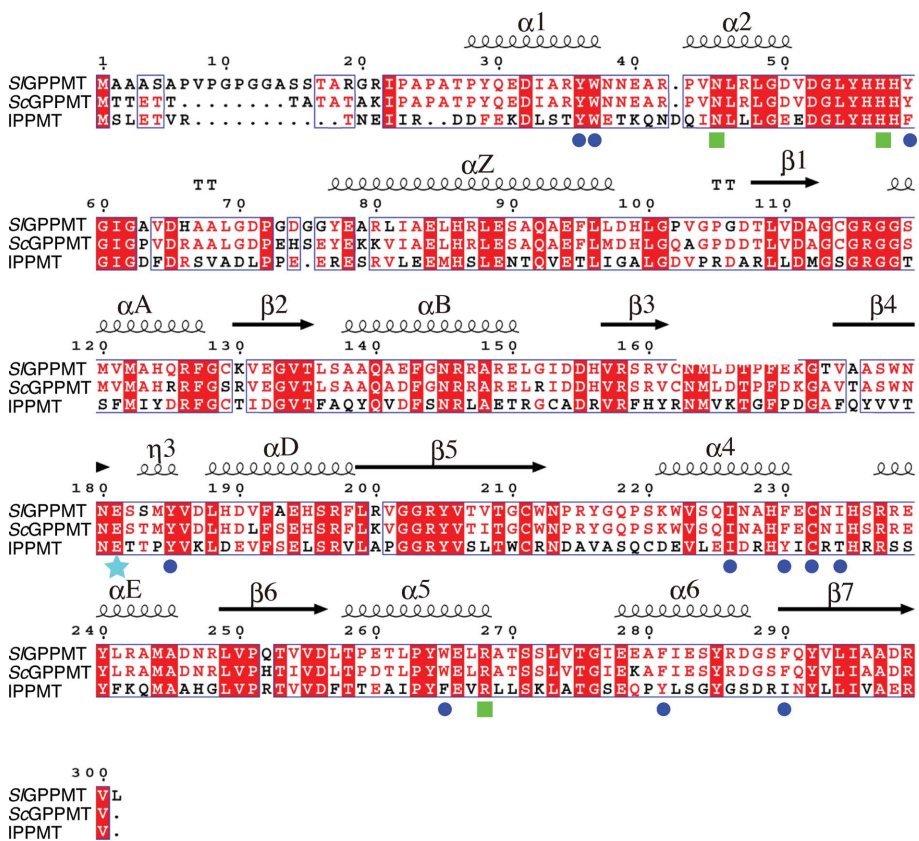 α1 α2
1 10 20 30 40 50
SlGPPMT MAAASAPVPGPGGASSTARGRIPAPATPYQEDIARYWNNEAR.PVNLRLGDVDGLYHHHY
ScGPPMT MTTETT.......TATATAKIPAPATPYQEDIARYWNNEAR.PVNLRLGDVDGLYHHHY
IPPMT MSLETVR.........TNEIR..DDFEKDLSTYWETKQNDQINLLLGEEDGLYHHHF
TT αZ TT β1
60 70 80 90 100 110
SlGPPMT GIGAVDHAALGDPGDGGYEARLIAELHRLESAQAEFLLDHLGPVGPGDTLVDAGCGRGGS
ScGPPMT GIGPVDRAALGDPEHSEYEKKVIAELHRLESAQAEFLMDHLGQAGPDDTLVDAGCGRGGS
IPPMT GIGDFDRSVADLPPE.ERESRVLEEMHSLENTQVETLIGALGDVPRDARLLDMGSGRGGT
αA β2 αB β3 β4
120 130 140 150 160
SlGPPMT MVMAHQRFGCKVEGVTLSAAQAEFGNRRARELGIDDHVRSRVCNMLDTPFEKGTVAASWN
ScGPPMT MVMAHRRFGSRVEGVTLSAAQADFGNRRARELRIDDHVRSRVCNMLDTPFDKGAVTASWN
IPPMT SFMIYDRFGCTIDGVTFAQYQVDFSNRLAETRGCADRVRFHYRNMVKTGFPDGAFQYVVT
η3 αD β5 α4
180 190 200 210 220 230
SlGPPMT NESSMYVDLHDVFAEHSRFLRVGGRYVTVTGCWNPRYGQPSKWVSQINAHFECNIHSRRE
ScGPPMT NESTMYVDLHDLFSEHSRFLKVGGRYVTITGCWNPRYGQPSKWVSQINAHFECNIHSRRE
IPPMT NETTPYVKLDEVFSELSRVLAPGGRYVSLTWCRNDAVASQCDEVLEIDRHYICRTHRRSS
αE β6 α5 α6 β7
240 250 260 270 280 290
SlGPPMT YLRAMADNRLVPQTVVDLTPETLPYWELRATSSLVTGIEEAFIESYRDGSFQYVLIAADR
ScGPPMT YLRAMADNRLVPHTIVDLTPDTLPYWELRATSSLVTGIEKAFIESYRDGSFQYVLIAADR
IPPMT YFKQMAAHGLVPRTVVDFTTEAIPYFEVRLLSKLATGSEQPYLSGYGSDRINYLLIVAER
300
SlGPPMT VL
ScGPPMT V.
IPPMT V.